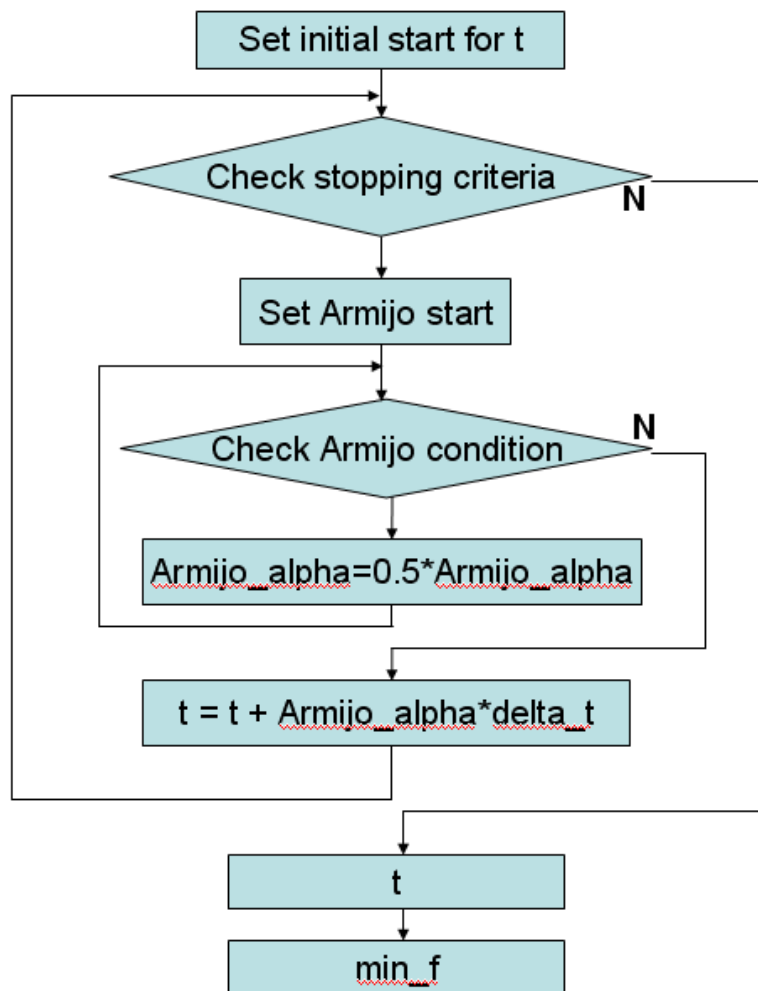 Set initial start for t
Check stopping criteria
N
Set Armijo start
N
Check Armijo condition
Armijo_alpha=0.5*Armijo_alpha
t = t + Armijo_alpha*delta_t
t
min_f